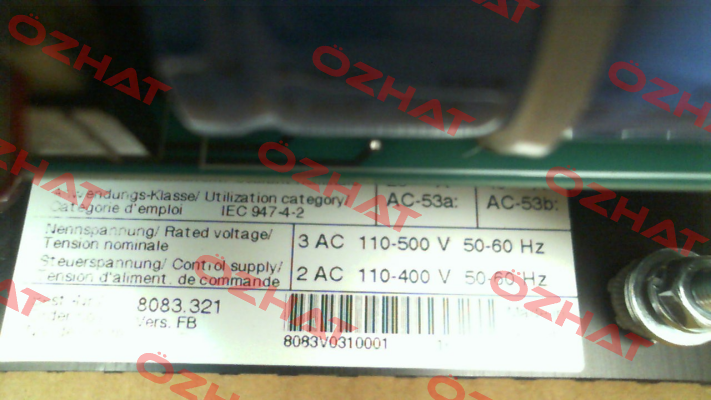 ÖZHAT
Utilization category/
Catégorie d'emploi IEC 947-4-2
AC-53a: AC-53b:
Nennspannung/ Rated voltage/
Tension nominale
3 AC 110-500 V 50-60 Hz
Steuerspannung/ Control supply/
Tension d'aliment. de commande
2 AC 110-400 V 50-60 Hz
8083.321
Vers. FB
8083V0310001